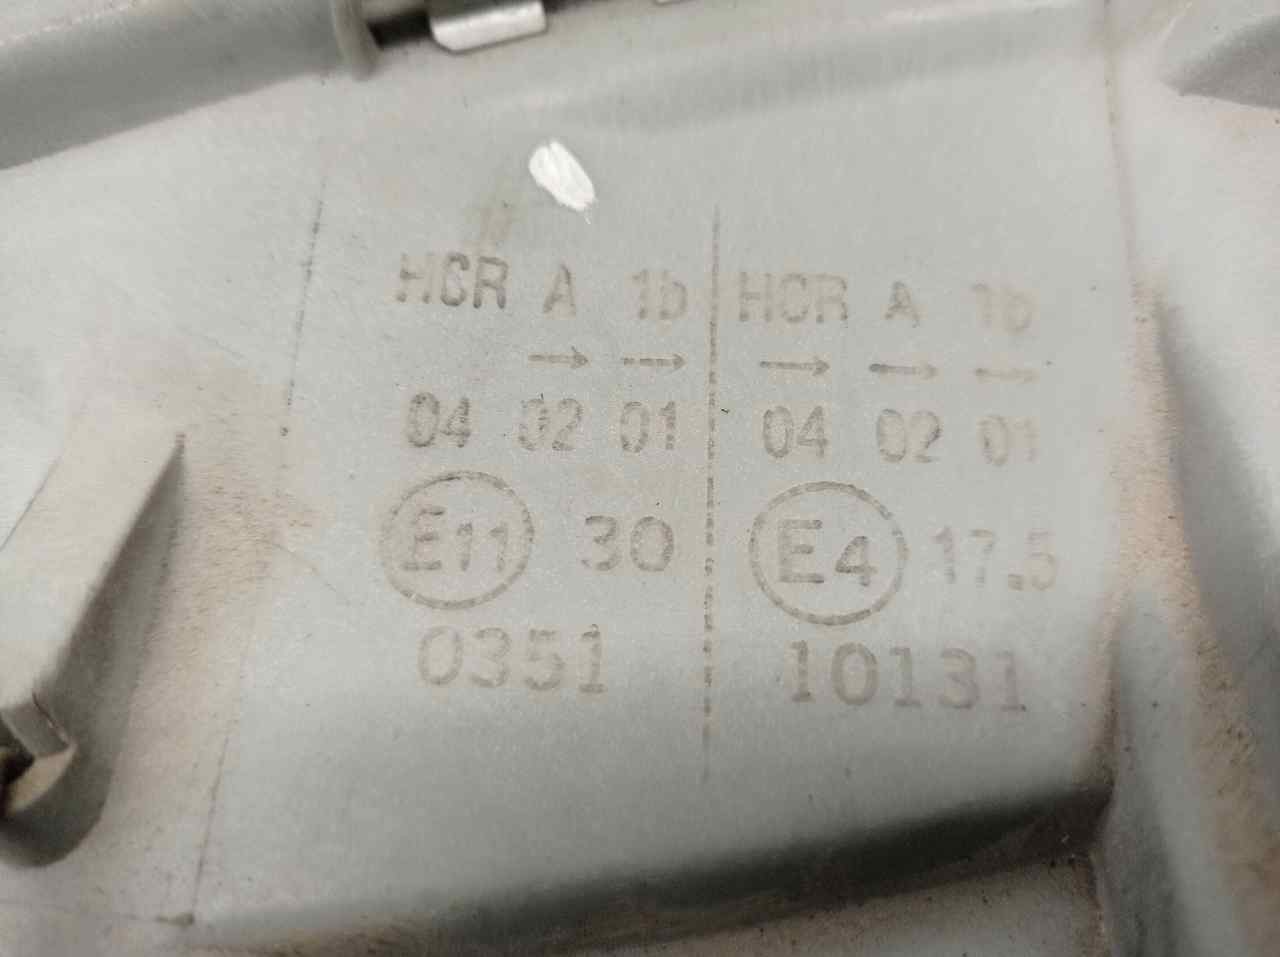 HCR A 1b
→ →
04 02 01
E11 30
0351
HCR A 1b
→ → →
04 02 01
E4 17.5
10131